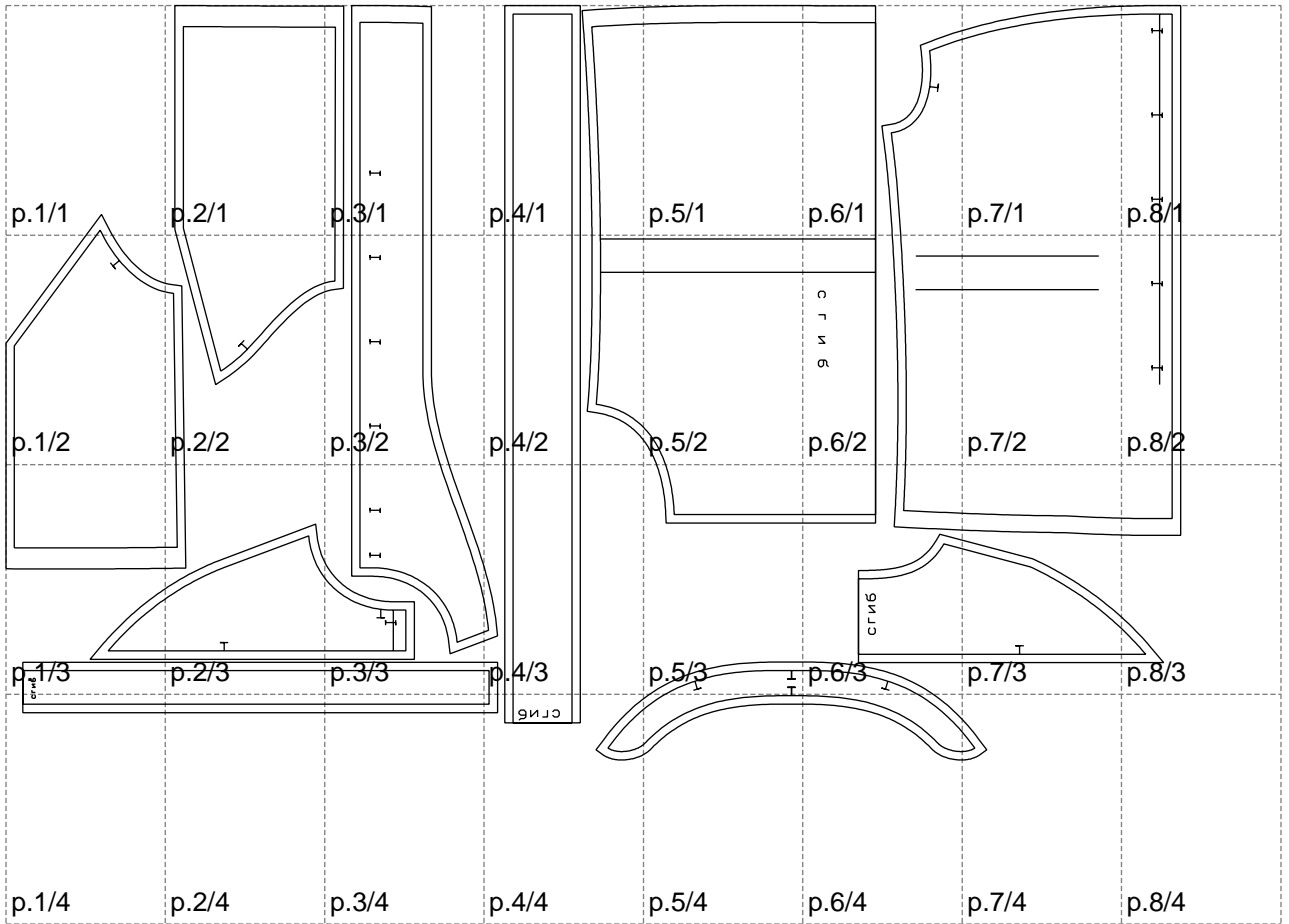 p.1/1 p.2/1 p.3/1 p.4/1 p.5/1 p.6/1 p.7/1 p.8/1
сгиб
p.1/2 p.2/2 p.3/2 p.4/2 p.5/2 p.6/2 p.7/2 p.8/2
сгиб
p.1/3 p.2/3 p.3/3 p.4/3 p.5/3 p.6/3 p.7/3 p.8/3
сгиб
сгиб
p.1/4 p.2/4 p.3/4 p.4/4 p.5/4 p.6/4 p.7/4 p.8/4